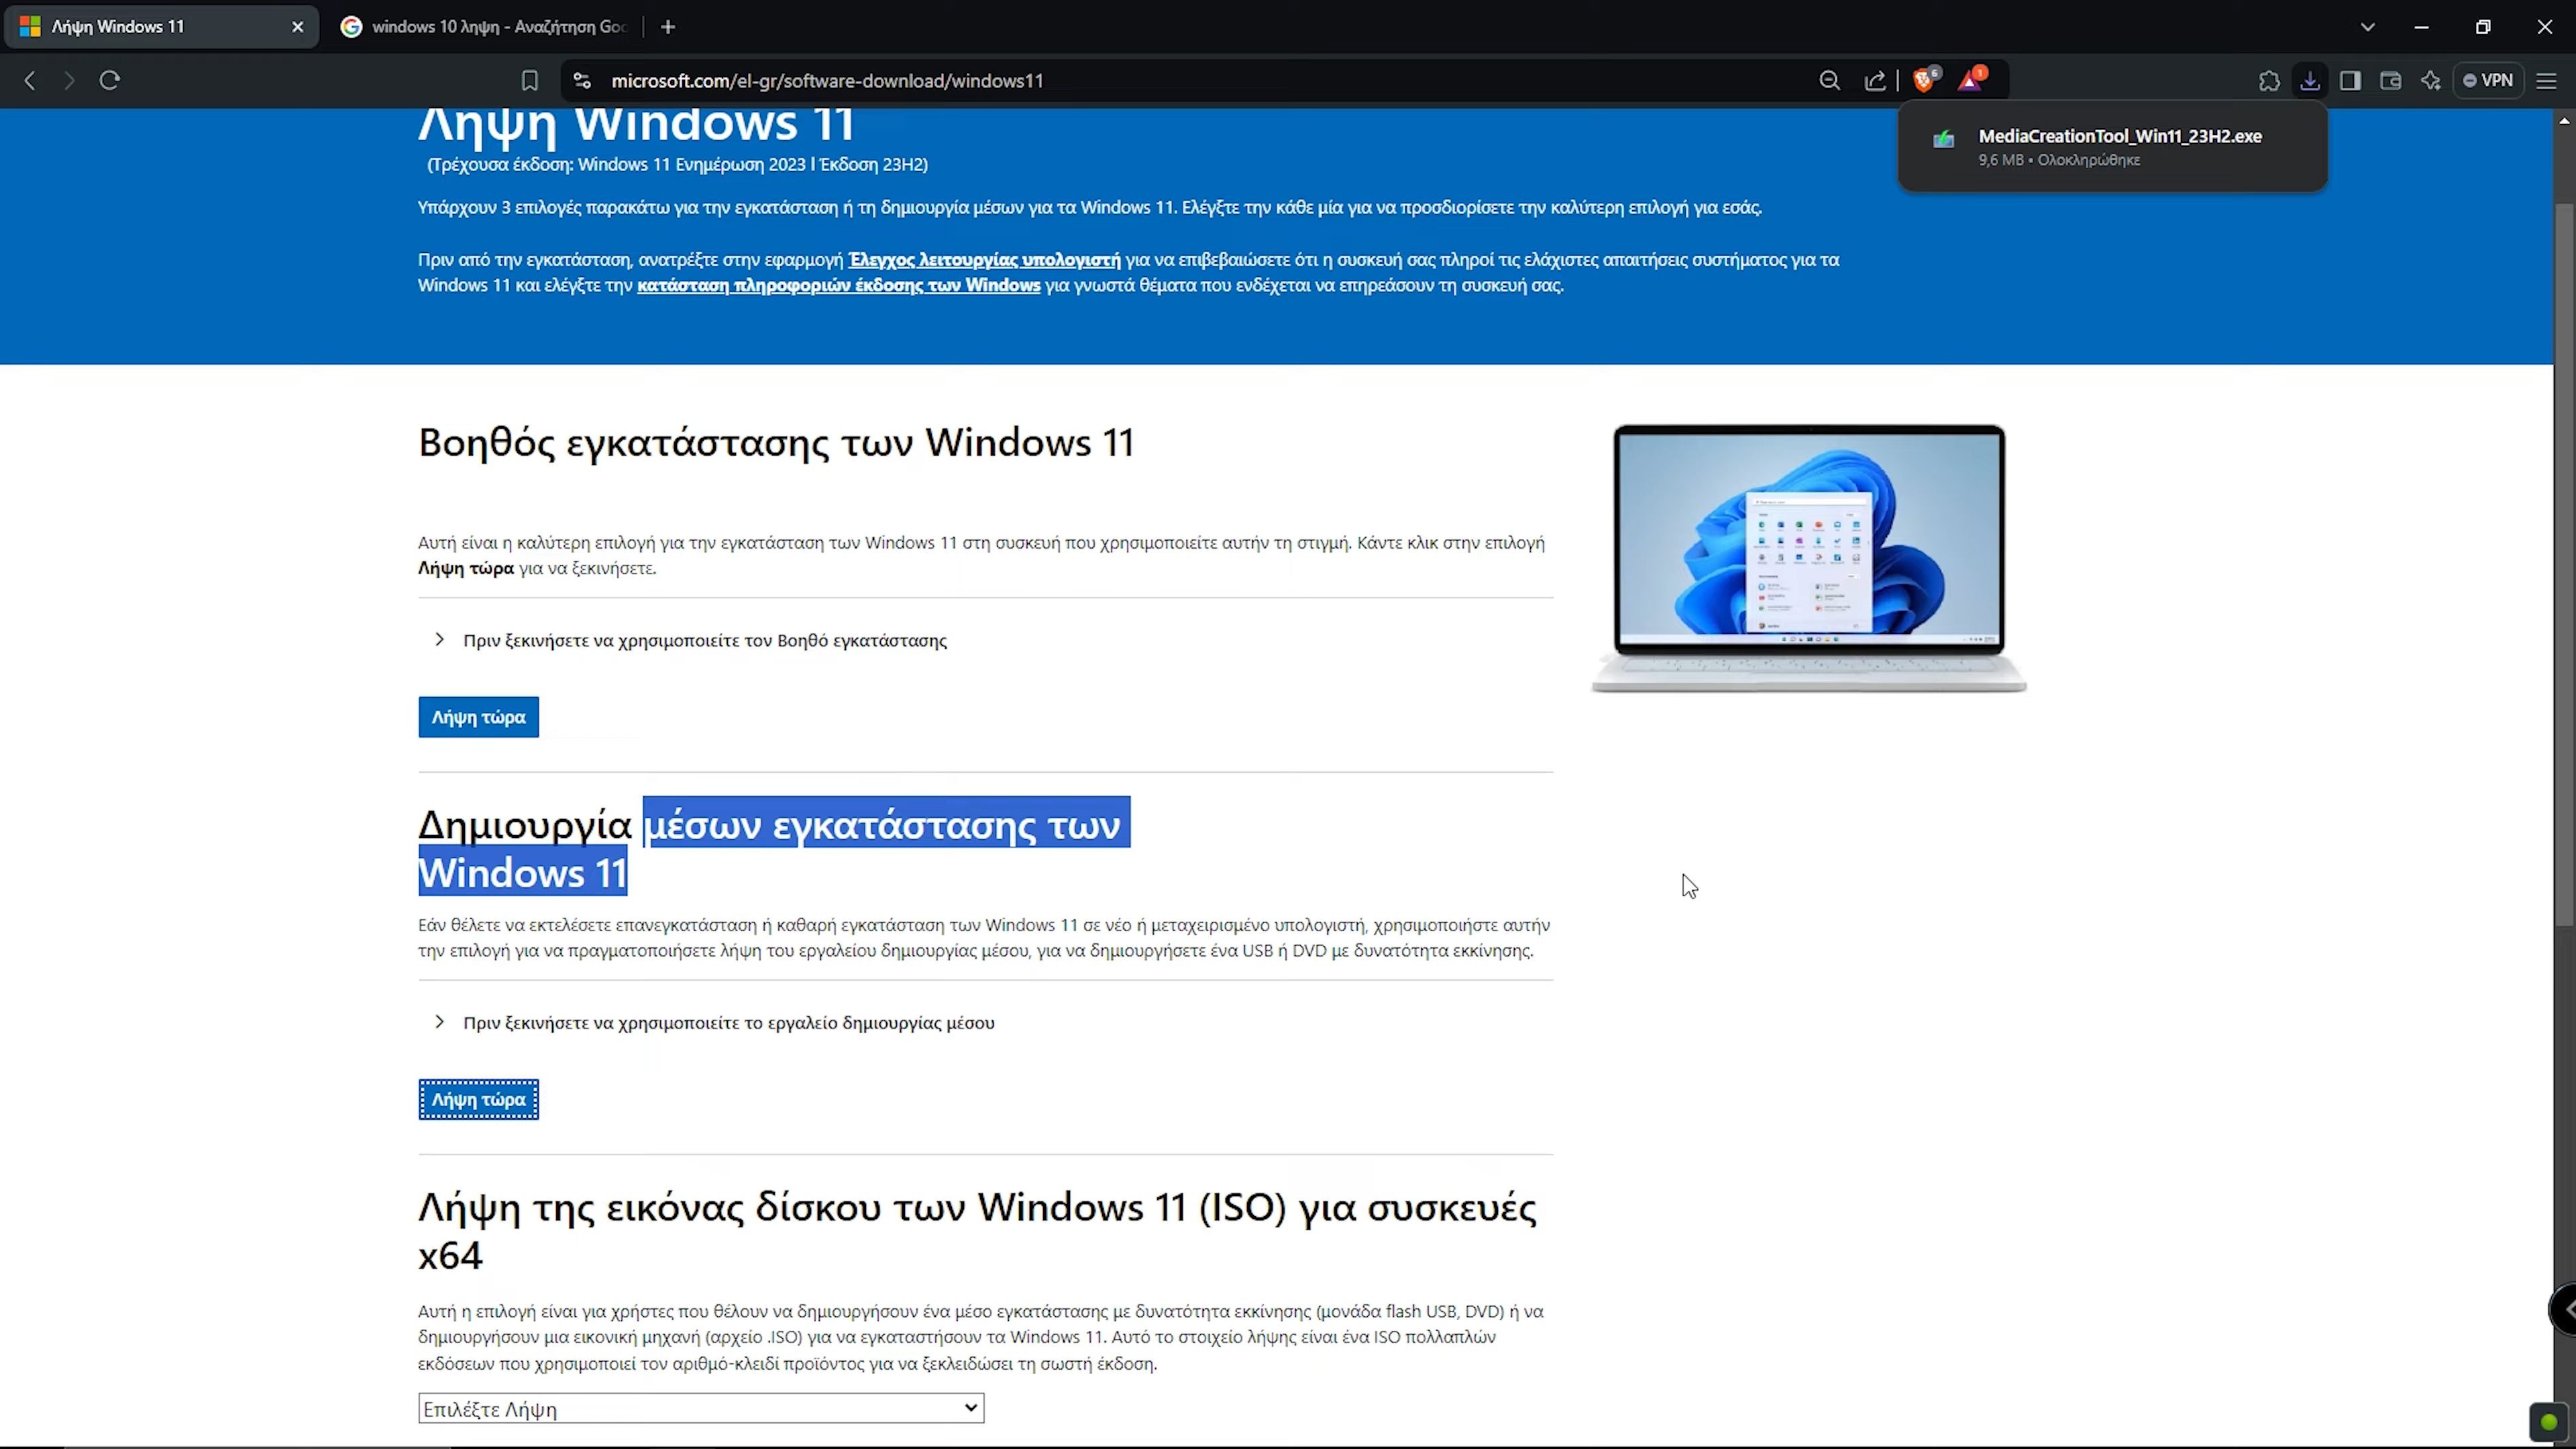 Λήψη Windows 11
windows 10 ληψη - Αναζήτηση Goo
microsoft.com/el-gr/software-download/windows11
6
1
VPN
MediaCreationTool_Win11_23H2.exe
9,6 MB • Ολοκληρώθηκε
Λήψη Windows 11
(Τρέχουσα έκδοση: Windows 11 Ενημέρωση 2023 l Έκδοση 23H2)
Υπάρχουν 3 επιλογές παρακάτω για την εγκατάσταση ή τη δημιουργία μέσων για τα Windows 11. Ελέγξτε την κάθε μία για να προσδιορίσετε την καλύτερη επιλογή για εσάς.
Πριν από την εγκατάσταση, ανατρέξτε στην εφαρμογή Έλεγχος λειτουργίας υπολογιστή για να επιβεβαιώσετε ότι η συσκευή σας πληροί τις ελάχιστες απαιτήσεις συστήματος για τα
Windows 11 και ελέγξτε την κατάσταση πληροφοριών έκδοσης των Windows για γνωστά θέματα που ενδέχεται να επηρεάσουν τη συσκευή σας.
Βοηθός εγκατάστασης των Windows 11
Αυτή είναι η καλύτερη επιλογή για την εγκατάσταση των Windows 11 στη συσκευή που χρησιμοποιείτε αυτήν τη στιγμή. Κάντε κλικ στην επιλογή
Λήψη τώρα για να ξεκινήσετε.
Πριν ξεκινήσετε να χρησιμοποιείτε τον Βοηθό εγκατάστασης
Λήψη τώρα
Δημιουργία μέσων εγκατάστασης των
Windows 11
Εάν θέλετε να εκτελέσετε επανεγκατάσταση ή καθαρή εγκατάσταση των Windows 11 σε νέο ή μεταχειρισμένο υπολογιστή, χρησιμοποιήστε αυτήν
την επιλογή για να πραγματοποιήσετε λήψη του εργαλείου δημιουργίας μέσου, για να δημιουργήσετε ένα USB ή DVD με δυνατότητα εκκίνησης.
Πριν ξεκινήσετε να χρησιμοποιείτε το εργαλείο δημιουργίας μέσου
Λήψη τώρα
Λήψη της εικόνας δίσκου των Windows 11 (ISO) για συσκευές
x64
Αυτή η επιλογή είναι για χρήστες που θέλουν να δημιουργήσουν ένα μέσο εγκατάστασης με δυνατότητα εκκίνησης (μονάδα flash USB, DVD) ή να
δημιουργήσουν μια εικονική μηχανή (αρχείο .ISO) για να εγκαταστήσουν τα Windows 11. Αυτό το στοιχείο λήψης είναι ένα ISO πολλαπλών
εκδόσεων που χρησιμοποιεί τον αριθμό-κλειδί προϊόντος για να ξεκλειδώσει τη σωστή έκδοση.
Επιλέξτε Λήψη